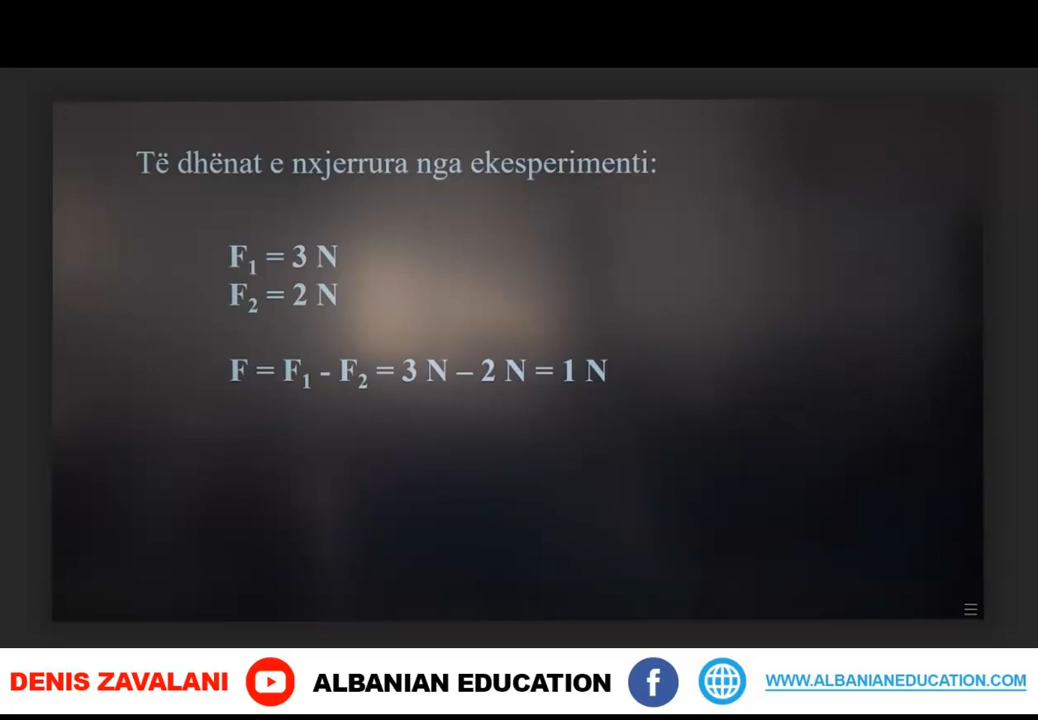 Të dhënat e nxjerrura nga ekesperimenti:
F₁ = 3 N
F₂ = 2 N
F = F₁ - F₂ = 3 N – 2 N = 1 N
DENIS ZAVALANI ALBANIAN EDUCATION WWW.ALBANIANEDUCATION.COM